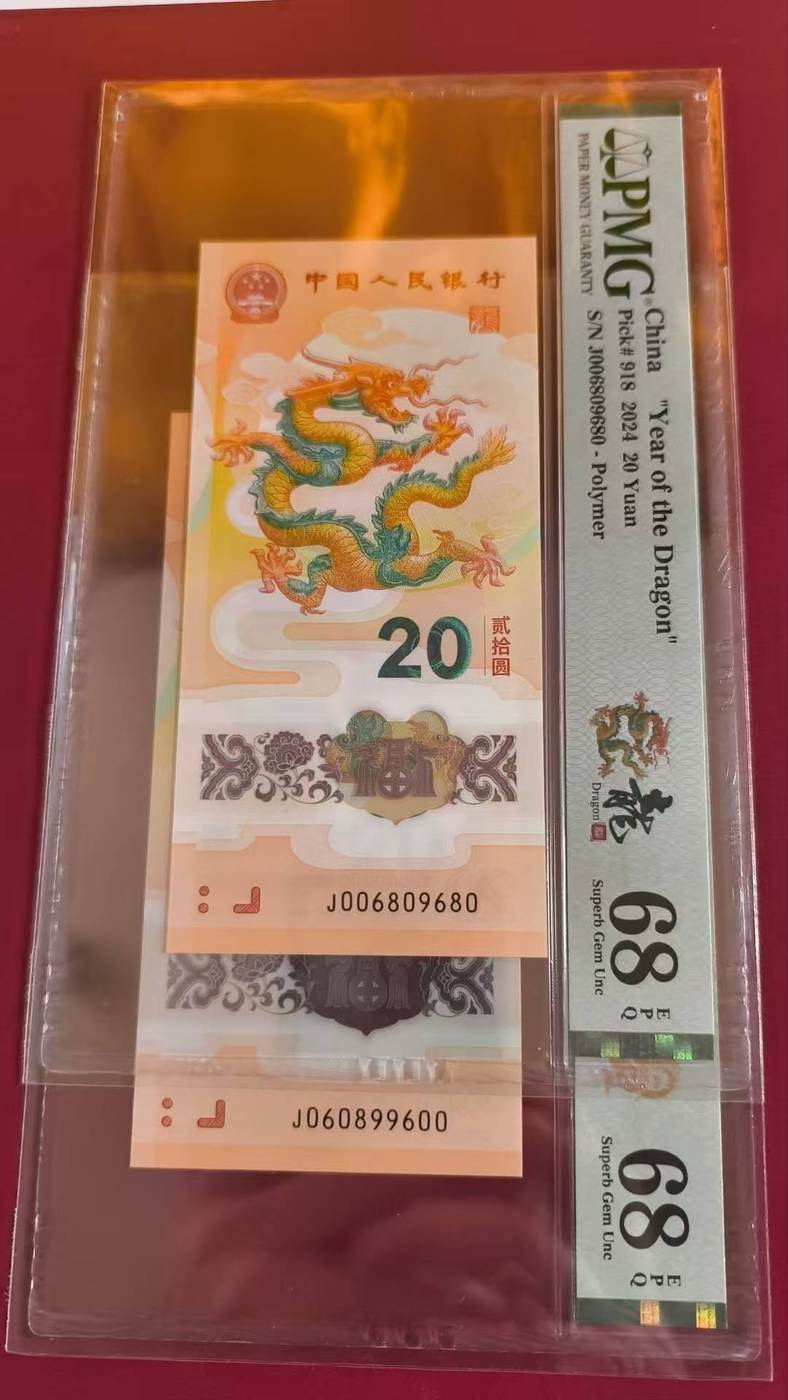 中国人民银行
20
贰拾圆
福
J006809680
J060899600
PMG
PAPER MONEY GUARANTY
China "Year of the Dragon"
Pick# 918 2024 20 Yuan
S/N J006809680 - Polymer
龍
Dragon
68
EPQ
Superb Gem Unc
68
EPQ
Superb Gem Unc